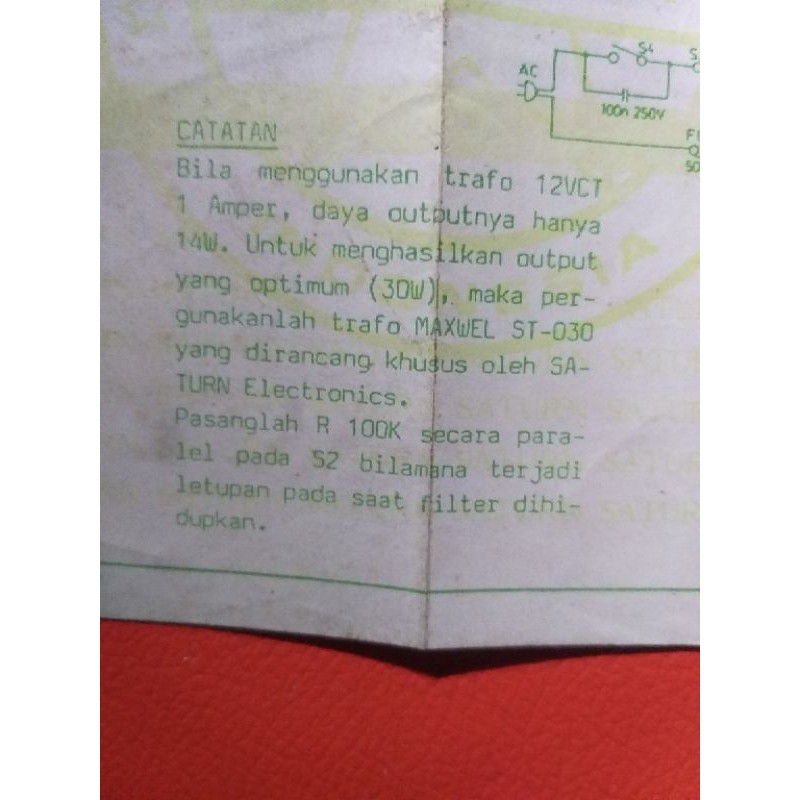 S4
AC
100n 250V
CATATAN
Bila menggunakan trafo 12VCT
1 Amper, daya outputnya hanya
14W. Untuk menghasilkan output
yang optimum (30W), maka per-
gunakanlah trafo MAXWEL ST-030
yang dirancang khusus oleh SA-
TURN Electronics.
Pasanglah R 100K secara para-
lel pada S2 bilamana terjadi
letupan pada saat filter dihi-
dupkan.